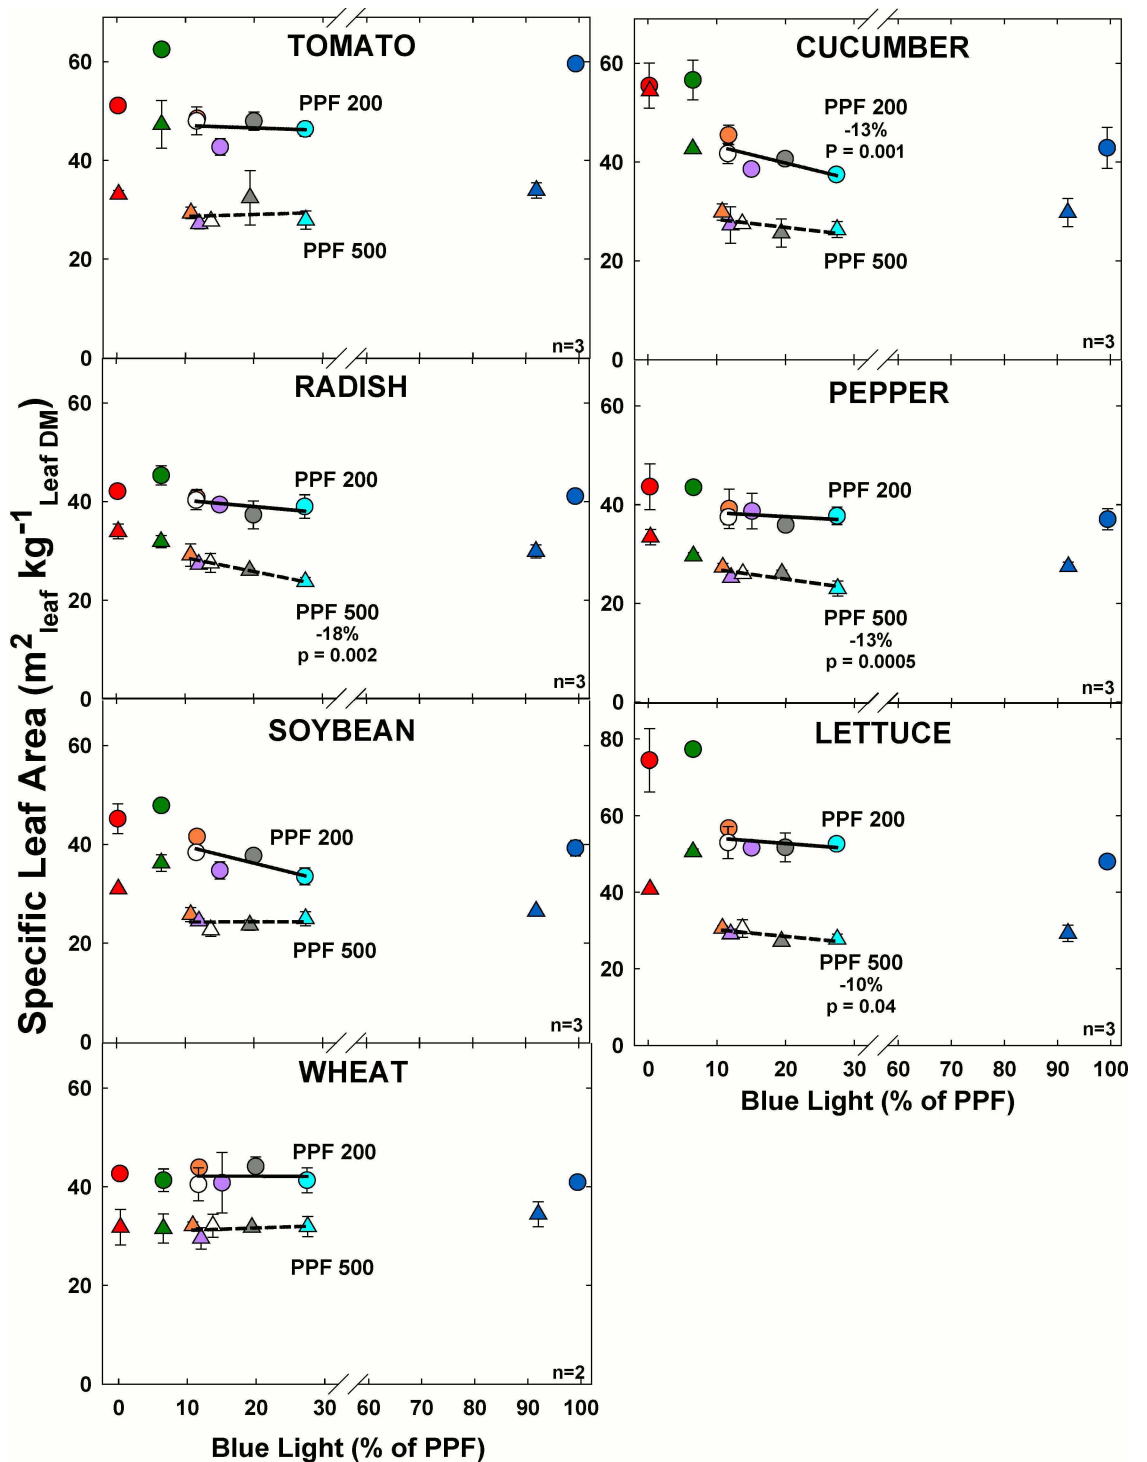 Specific Leaf Area (m2 leaf kg-1 Leaf DM)
TOMATO
60
40
20
0
PPF 200
PPF 500
n=3
CUCUMBER
60
40
20
0
PPF 200
-13%
P = 0.001
PPF 500
n=3
RADISH
60
40
20
0
PPF 200
PPF 500
-18%
p = 0.002
n=3
PEPPER
60
40
20
0
PPF 200
PPF 500
-13%
p = 0.0005
n=3
SOYBEAN
60
40
20
0
PPF 200
PPF 500
n=3
LETTUCE
80
60
40
20
0
PPF 200
PPF 500
-10%
p = 0.04
n=3
0 10 20 30 60 70 80 90 100
Blue Light (% of PPF)
WHEAT
60
40
20
0
PPF 200
PPF 500
n=2
0 10 20 30 60 70 80 90 100
Blue Light (% of PPF)